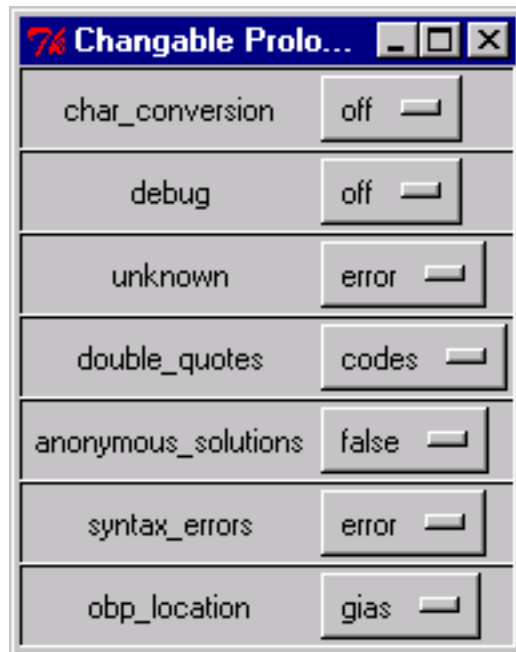 Changable Prolo...
char_conversion off
debug off
unknown error
double_quotes codes
anonymous_solutions false
syntax_errors error
obp_location gias